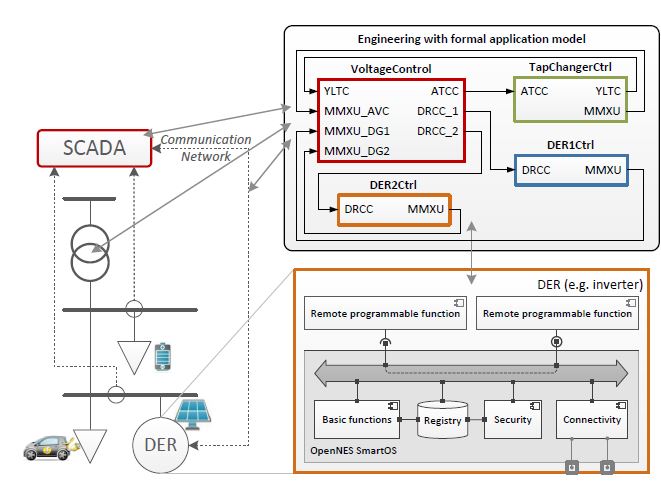 Engineering with formal application model
VoltageControl
TapChangerCtrl
YLTC ATCC
ATCC YLTC
MMXU_AVC DRCC_1
MMXU
MMXU_DG1 DRCC_2
MMXU_DG2
DER1Ctrl
DRCC MMXU
DER2Ctrl
DRCC MMXU
SCADA
Communication
Network
DER (e.g. inverter)
Remote programmable function
Remote programmable function
Basic functions
Registry
Security
Connectivity
OpenNES SmartOS
DER